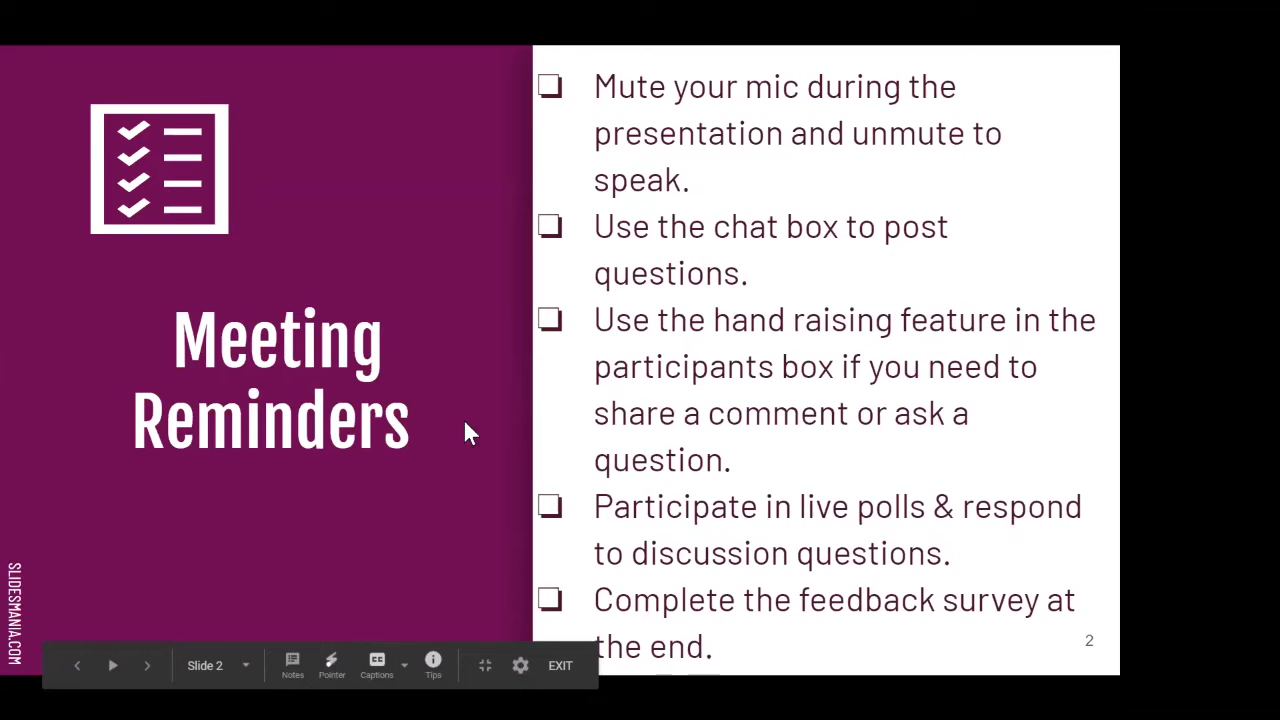 Meeting
Reminders
SLIDESMANIA.COM
❏ Mute your mic during the
presentation and unmute to
speak.
❏ Use the chat box to post
questions.
❏ Use the hand raising feature in the
participants box if you need to
share a comment or ask a
question.
❏ Participate in live polls & respond
to discussion questions.
❏ Complete the feedback survey at
the end.
2
Slide 2
Notes
Pointer
Captions
Tips
EXIT